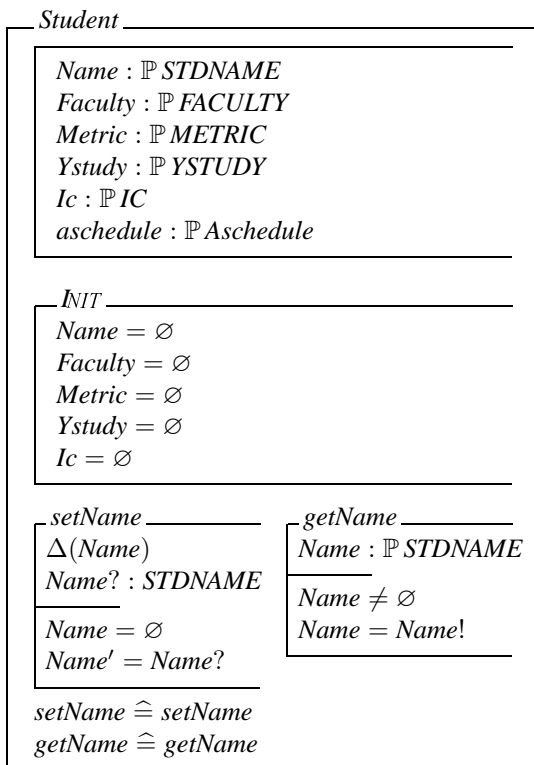 Student
Name : ℙ STDNAME
Faculty : ℙ FACULTY
Metric : ℙ METRIC
Ystudy : ℙ YSTUDY
Ic : ℙ IC
aschedule : ℙ Aschedule
INIT
Name = ∅
Faculty = ∅
Metric = ∅
Ystudy = ∅
Ic = ∅
setName
Δ(Name)
Name? : STDNAME
Name = ∅
Name′ = Name?
getName
Name : ℙ STDNAME
Name ≠ ∅
Name = Name!
setName ≙ setName
getName ≙ getName